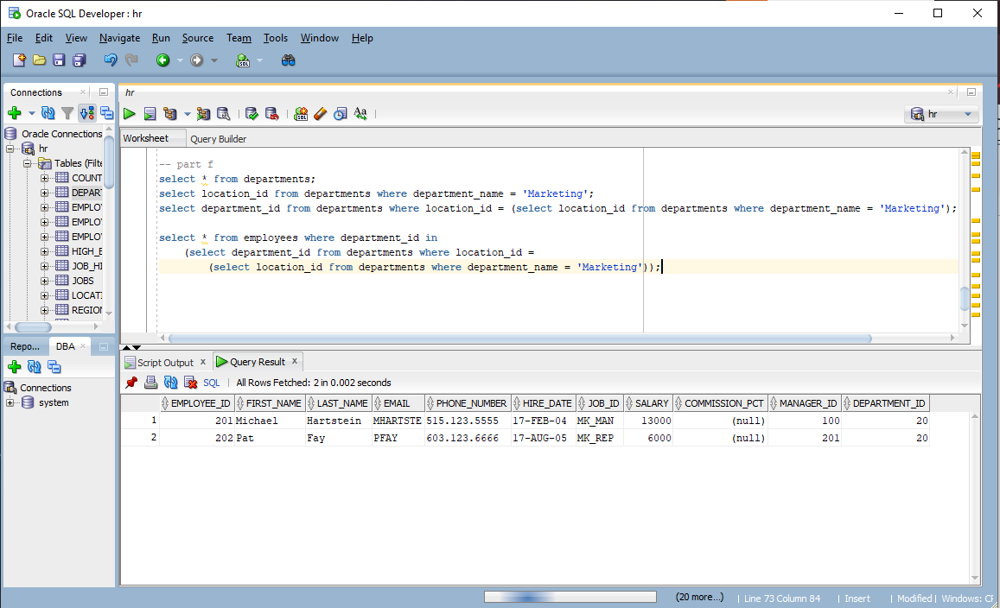 Oracle SQL Developer : hr
File Edit View Navigate Run Source Team Tools Window Help
Connections
Oracle Connections
hr
Tables (Filte
COUNT
DEPAR
EMPLO
EMPLO
EMPLO
HIGH_E
JOB_HI
JOBS
LOCATI
REGION
Repo... DBA
Connections
system
hr
SQL Aa hr
Worksheet Query Builder
-- part f
select * from departments;
select location_id from departments where department_name = 'Marketing';
select department_id from departments where location_id = (select location_id from departments where department_name = 'Marketing');
select * from employees where department_id in
(select department_id from departments where location_id =
(select location_id from departments where department_name = 'Marketing'));
Script Output x Query Result x
SQL | All Rows Fetched: 2 in 0.002 seconds
EMPLOYEE_ID FIRST_NAME LAST_NAME EMAIL PHONE_NUMBER HIRE_DATE JOB_ID SALARY COMMISSION_PCT MANAGER_ID DEPARTMENT_ID
1 201 Michael Hartstein MHARTSTE 515.123.5555 17-FEB-04 MK_MAN 13000 (null) 100 20
2 202 Pat Fay PFAY 603.123.6666 17-AUG-05 MK_REP 6000 (null) 201 20
(20 more...) | Line 73 Column 84 | Insert | Modified | Windows: CF